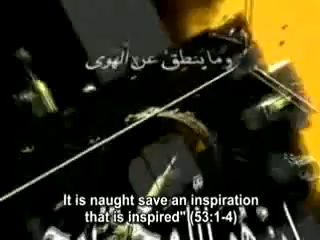 وما ينطق عن الهوى
It is naught save an inspiration
that is inspired" (53:1-4)